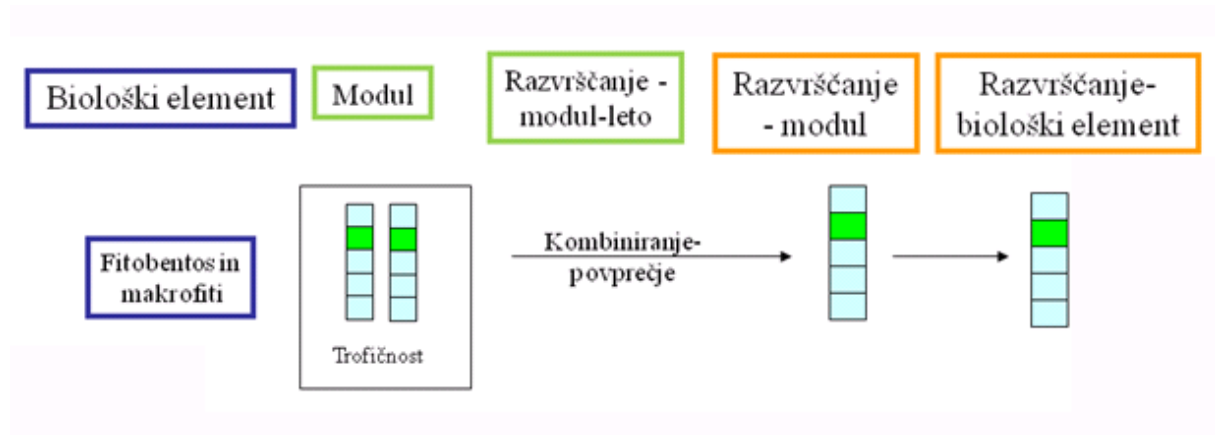 Biološki element
Modul
Razvrščanje -
modul-leto
Razvrščanje
- modul
Razvrščanje-
biološki element
Fitobentos in
makrofiti
Trofičnost
Kombiniranje-
povprečje